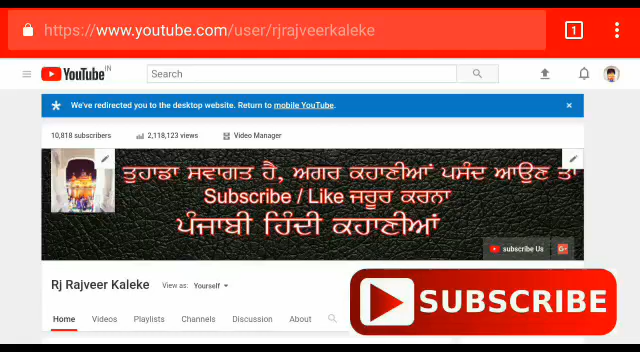 https://www.youtube.com/user/rjrajveerkaleke
1
YouTube IN
Search
We've redirected you to the desktop website. Return to mobile YouTube.
10,818 subscribers 2,118,123 views Video Manager
ਤੁਹਾਡਾ ਸਵਾਗਤ ਹੈ, ਅਗਰ ਕਹਾਣੀਆਂ ਪਸੰਦ ਆਉਣ ਤਾਂ
Subscribe / Like ਜਰੂਰ ਕਰਨਾ
ਪੰਜਾਬੀ ਹਿੰਦੀ ਕਹਾਣੀਆਂ
subscribe Us
G+
Rj Rajveer Kaleke View as: Yourself
SUBSCRIBE
Home Videos Playlists Channels Discussion About